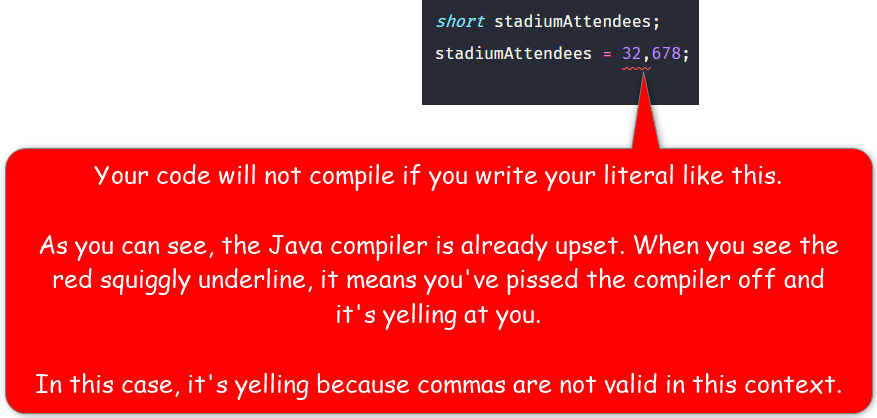 short stadiumAttendees;
stadiumAttendees = 32,678;
Your code will not compile if you write your literal like this.
As you can see, the Java compiler is already upset. When you see the
red squiggly underline, it means you've pissed the compiler off and
it's yelling at you.
In this case, it's yelling because commas are not valid in this context.